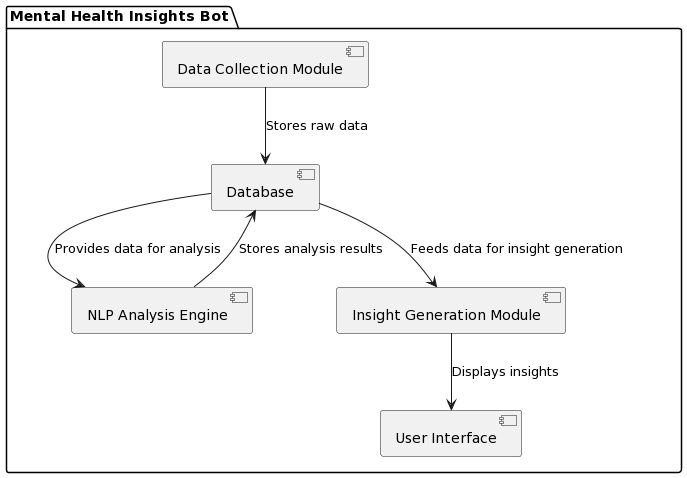 Mental Health Insights Bot
Data Collection Module
Stores raw data
Database
Provides data for analysis
Stores analysis results
Feeds data for insight generation
NLP Analysis Engine
Insight Generation Module
Displays insights
User Interface